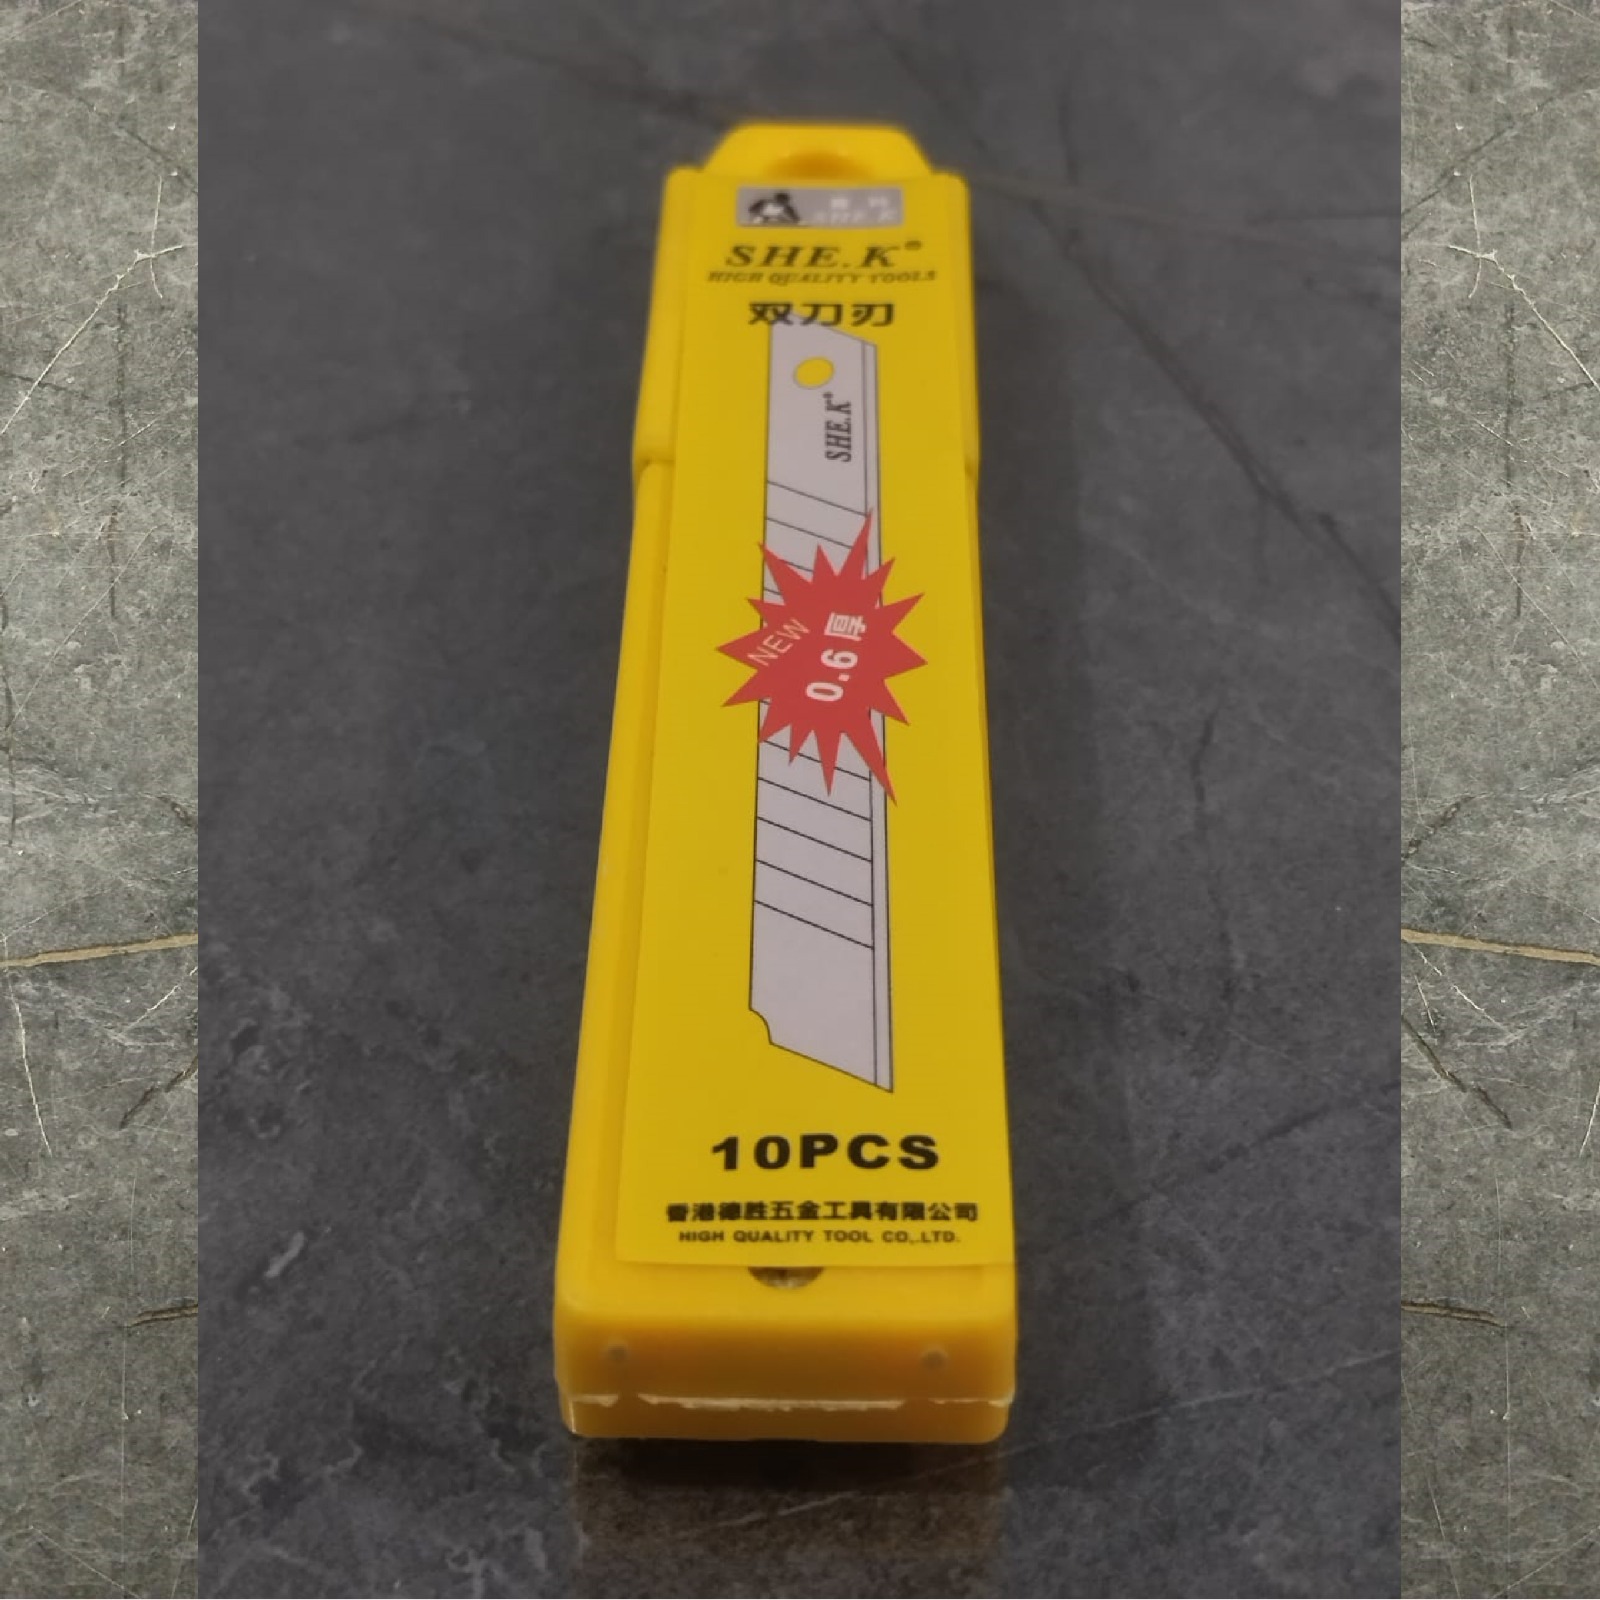 SHE.K
SHE.K®
HIGH QUALITY TOOLS
双刀刃
SHE.K®
NEW
0.6厚
10PCS
香港德胜五金工具有限公司
HIGH QUALITY TOOL CO,.LTD.